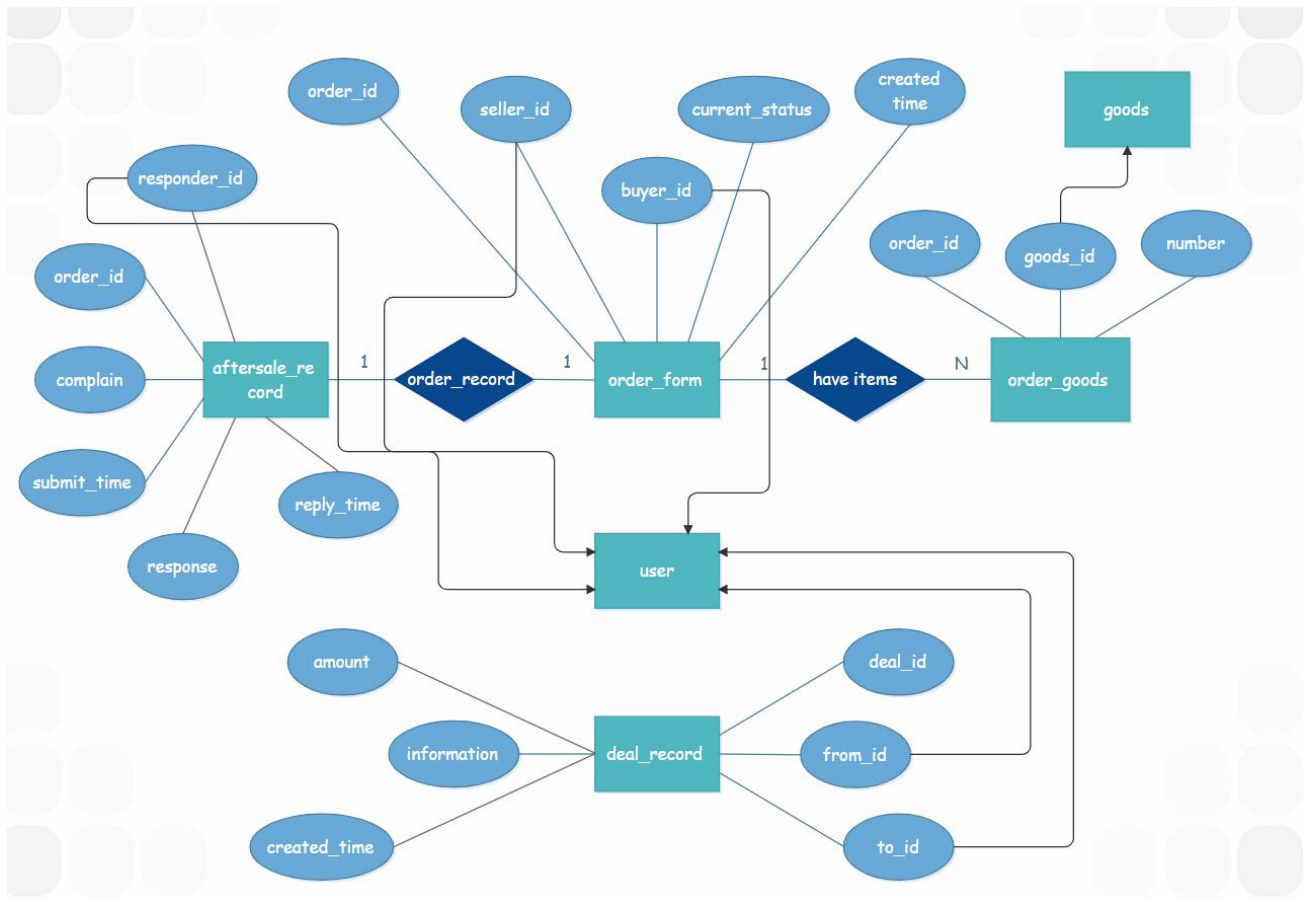 order_id
seller_id
current_status
created
time
goods
responder_id
buyer_id
order_id
goods_id
number
order_id
complain
aftersale_re
cord
1
order_record
1
order_form
1
have items
N
order_goods
submit_time
reply_time
response
user
amount
deal_id
information
deal_record
from_id
created_time
to_id